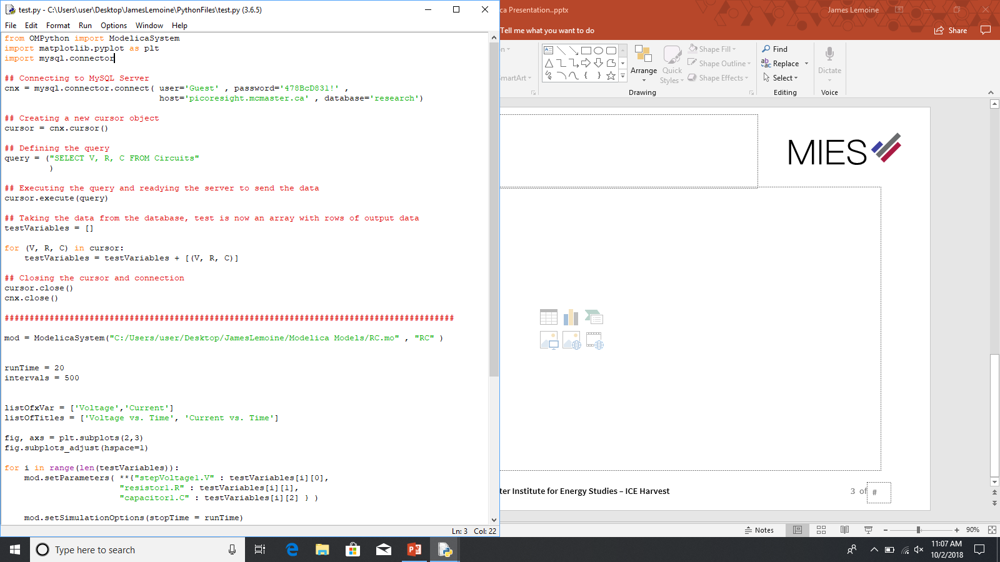 test.py - C:\Users\user\Desktop\JamesLemoine\PythonFiles\test.py (3.6.5)
File Edit Format Run Options Window Help
from OMPython import ModelicaSystem
import matplotlib.pyplot as plt
import mysql.connector
## Connecting to MySQL Server
cnx = mysql.connector.connect( user='Guest' , password='478BcD831!' ,
host='picoresight.mcmaster.ca' , database='research')
## Creating a new cursor object
cursor = cnx.cursor()
## Defining the query
query = ("SELECT V, R, C FROM Circuits"
)
## Executing the query and readying the server to send the data
cursor.execute(query)
## Taking the data from the database, test is now an array with rows of output data
testVariables = []
for (V, R, C) in cursor:
testVariables = testVariables + [(V, R, C)]
## Closing the cursor and connection
cursor.close()
cnx.close()
##########################################################################################
mod = ModelicaSystem("C:/Users/user/Desktop/JamesLemoine/Modelica Models/RC.mo" , "RC" )
runTime = 20
intervals = 500
listOfxVar = ['Voltage','Current']
listOfTitles = ['Voltage vs. Time', 'Current vs. Time']
fig, axs = plt.subplots(2,3)
fig.subplots_adjust(hspace=1)
for i in range(len(testVariables)):
mod.setParameters( **{"stepVoltage1.V" : testVariables[i][0],
"resistor1.R" : testVariables[i][1],
"capacitor1.C" : testVariables[i][2] } )
mod.setSimulationOptions(stopTime = runTime)
Ln: 3 Col: 22
ca Presentation..pptx
James Lemoine
Tell me what you want to do
Share
on
SmartArt
Arrange
Quick
Styles
Shape Fill
Shape Outline
Shape Effects
Drawing
Find
Replace
Select
Editing
Dictate
Voice
MIES
ter Institute for Energy Studies – ICE Harvest
3 of #
Notes
90%
Type here to search
11:07 AM
10/2/2018